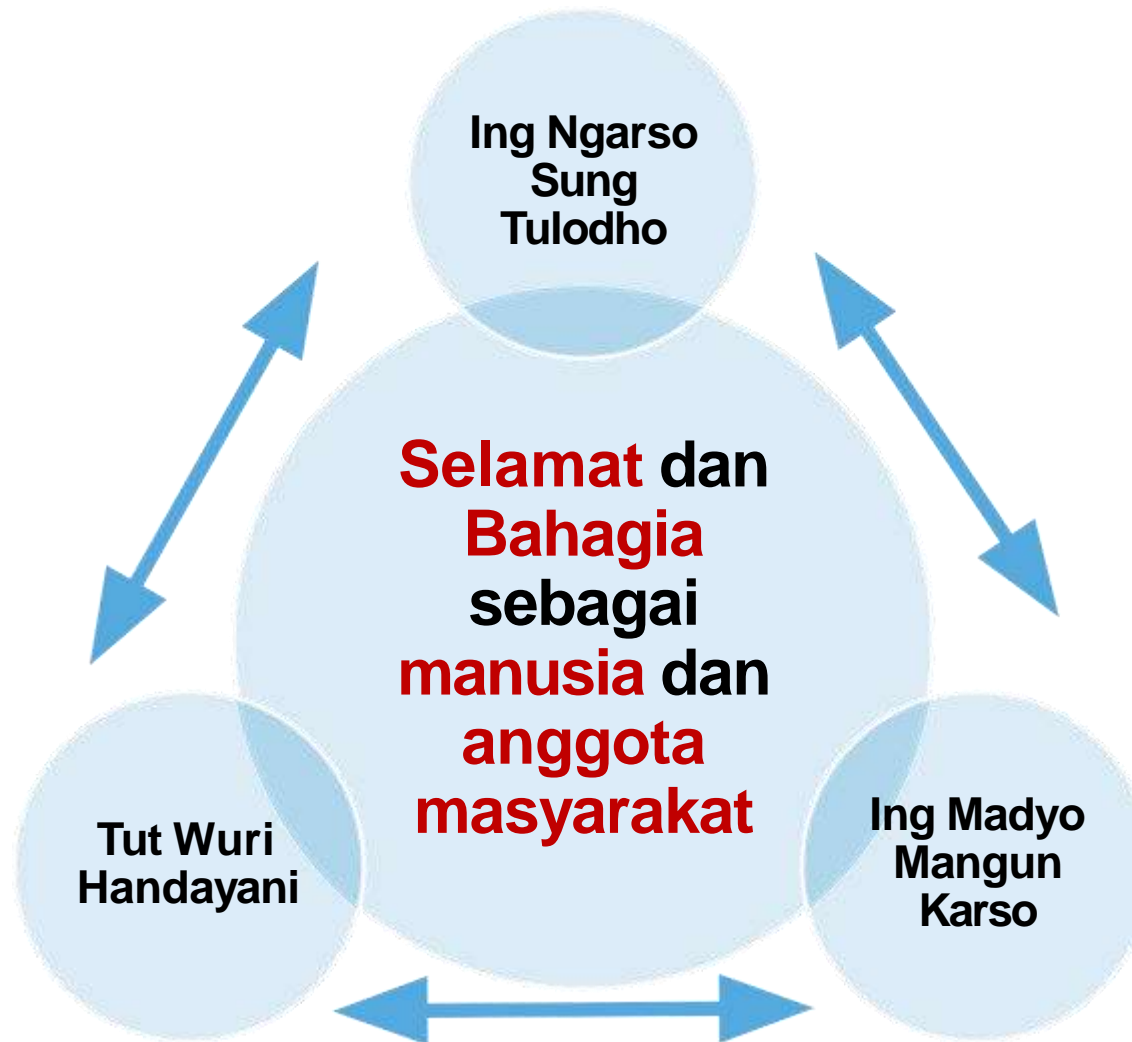 Ing Ngarso
Sung
Tulodho
Selamat dan
Bahagia
sebagai
manusia dan
anggota
masyarakat
Tut Wuri
Handayani
Ing Madyo
Mangun
Karso